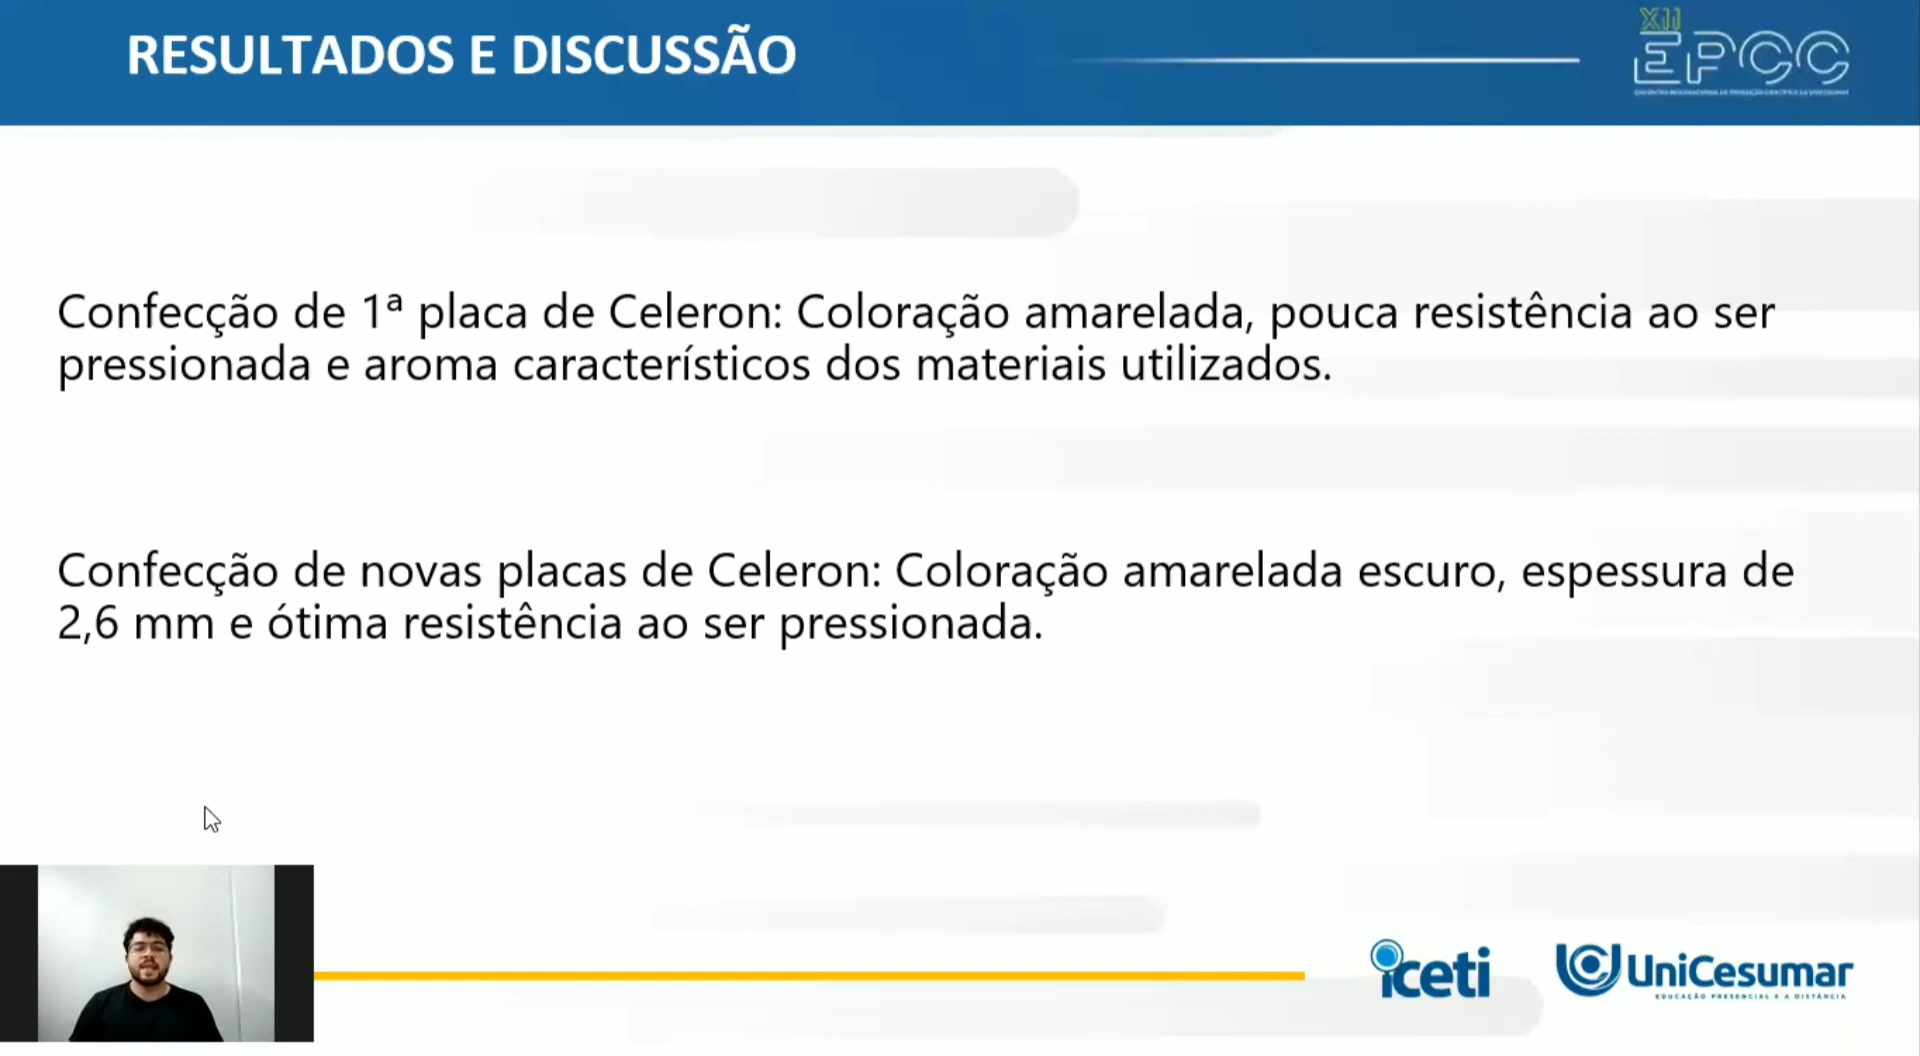 RESULTADOS E DISCUSSÃO
XII
EPCC
Confecção de 1ª placa de Celeron: Coloração amarelada, pouca resistência ao ser
pressionada e aroma característicos dos materiais utilizados.
Confecção de novas placas de Celeron: Coloração amarelada escuro, espessura de
2,6 mm e ótima resistência ao ser pressionada.
iceti
UniCesumar
EDUCAÇÃO PRESENCIAL E A DISTÂNCIA